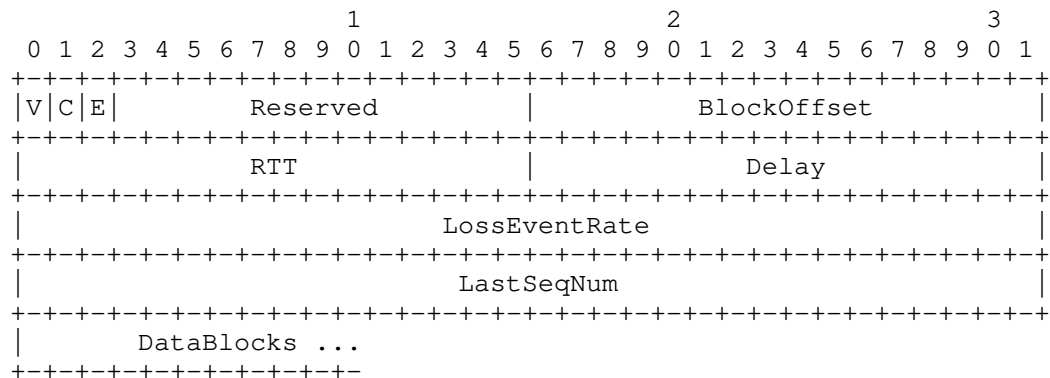 1                   2                   3
 0 1 2 3 4 5 6 7 8 9 0 1 2 3 4 5 6 7 8 9 0 1 2 3 4 5 6 7 8 9 0 1
+-+-+-+-+-+-+-+-+-+-+-+-+-+-+-+-+-+-+-+-+-+-+-+-+-+-+-+-+-+-+-+-+
|V|C|E|        Reserved         |          BlockOffset          |
+-+-+-+-+-+-+-+-+-+-+-+-+-+-+-+-+-+-+-+-+-+-+-+-+-+-+-+-+-+-+-+-+
|              RTT              |             Delay             |
+-+-+-+-+-+-+-+-+-+-+-+-+-+-+-+-+-+-+-+-+-+-+-+-+-+-+-+-+-+-+-+-+
|                          LossEventRate                        |
+-+-+-+-+-+-+-+-+-+-+-+-+-+-+-+-+-+-+-+-+-+-+-+-+-+-+-+-+-+-+-+-+
|                           LastSeqNum                          |
+-+-+-+-+-+-+-+-+-+-+-+-+-+-+-+-+-+-+-+-+-+-+-+-+-+-+-+-+-+-+-+-+
|       DataBlocks ...
+-+-+-+-+-+-+-+-+-+-+-